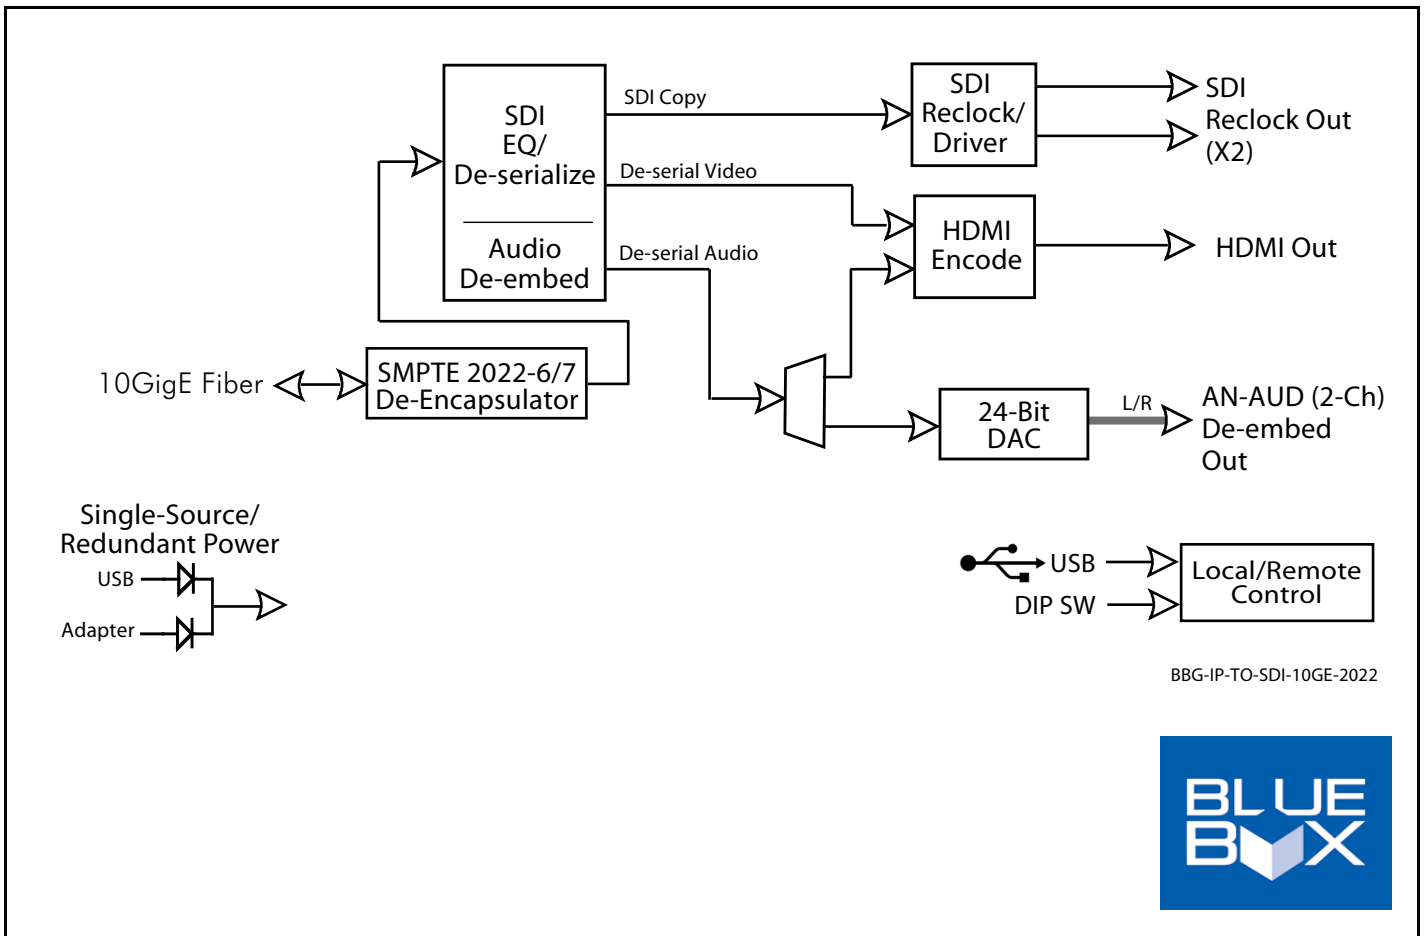 SDI
EQ/
De-serialize
Audio
De-embed
SDI Copy
De-serial Video
De-serial Audio
SDI
Reclock/
Driver
SDI
Reclock Out
(X2)
HDMI
Encode
HDMI Out
10GigE Fiber
SMPTE 2022-6/7
De-Encapsulator
24-Bit
DAC
L/R
AN-AUD (2-Ch)
De-embed
Out
Single-Source/
Redundant Power
USB
Adapter
USB
DIP SW
Local/Remote
Control
BBG-IP-TO-SDI-10GE-2022
BLUE
BOX